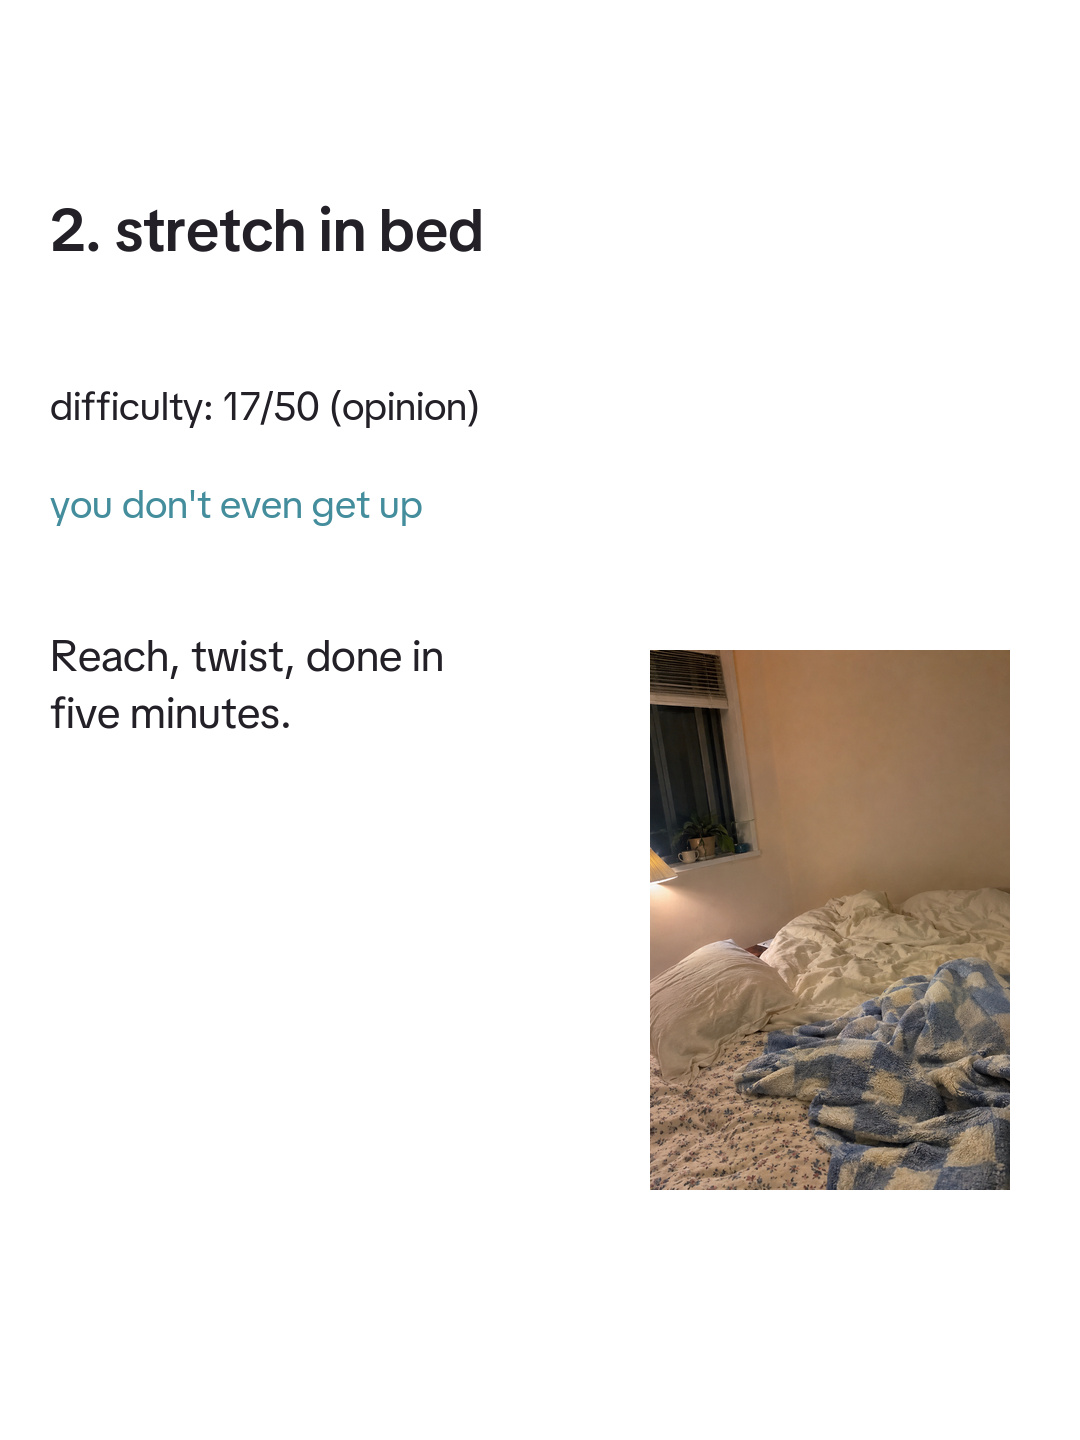 2. stretch in bed
difficulty: 17/50 (opinion)
you don't even get up
Reach, twist, done in
five minutes.